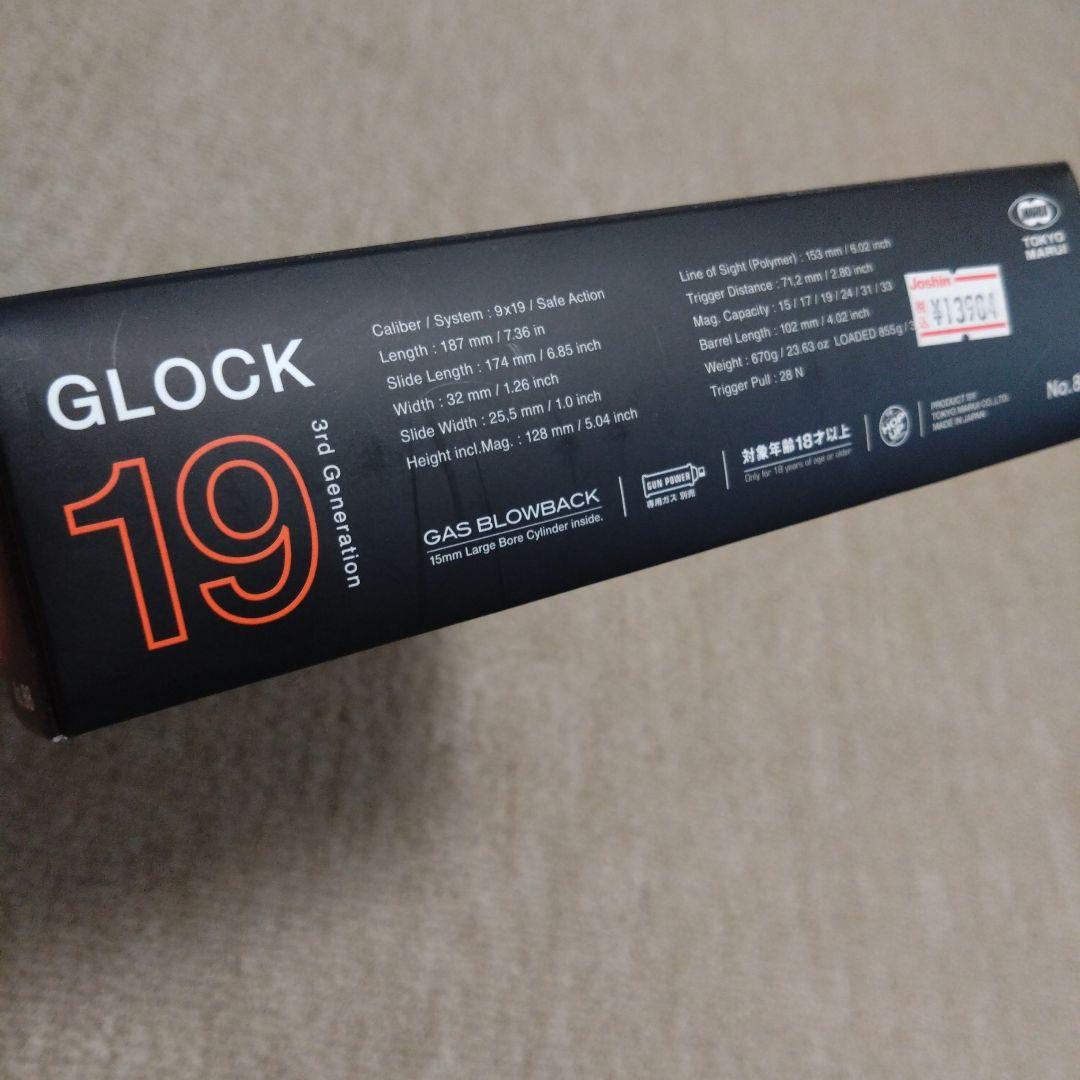 GLOCK
19
3rd Generation
Caliber / System : 9x19 / Safe Action
Length : 187 mm / 7.36 in
Slide Length : 174 mm / 6.85 inch
Width : 32 mm / 1.26 inch
Slide Width : 25,5 mm / 1.0 inch
Height incl.Mag. : 128 mm / 5.04 inch
Line of Sight (Polymer) : 153 mm / 6.02 inch
Trigger Distance : 71,2 mm / 2.80 inch
Mag. Capacity : 15 / 17 / 19 / 24 / 31 / 33
Barrel Length : 102 mm / 4.02 inch
Weight : 670g / 23.63 oz LOADED 855g /
Trigger Pull : 28 N
GAS BLOWBACK
15mm Large Bore Cylinder inside.
GUN POWER
専用ガス 別売
対象年齢18才以上
Only for 18 years of age or older
HOP UP
PRODUCT BY
TOKYO MARUI CO.,LTD.
MADE IN JAPAN
No.8
MARUI
TOKYO
MARUI
Joshin
¥13904